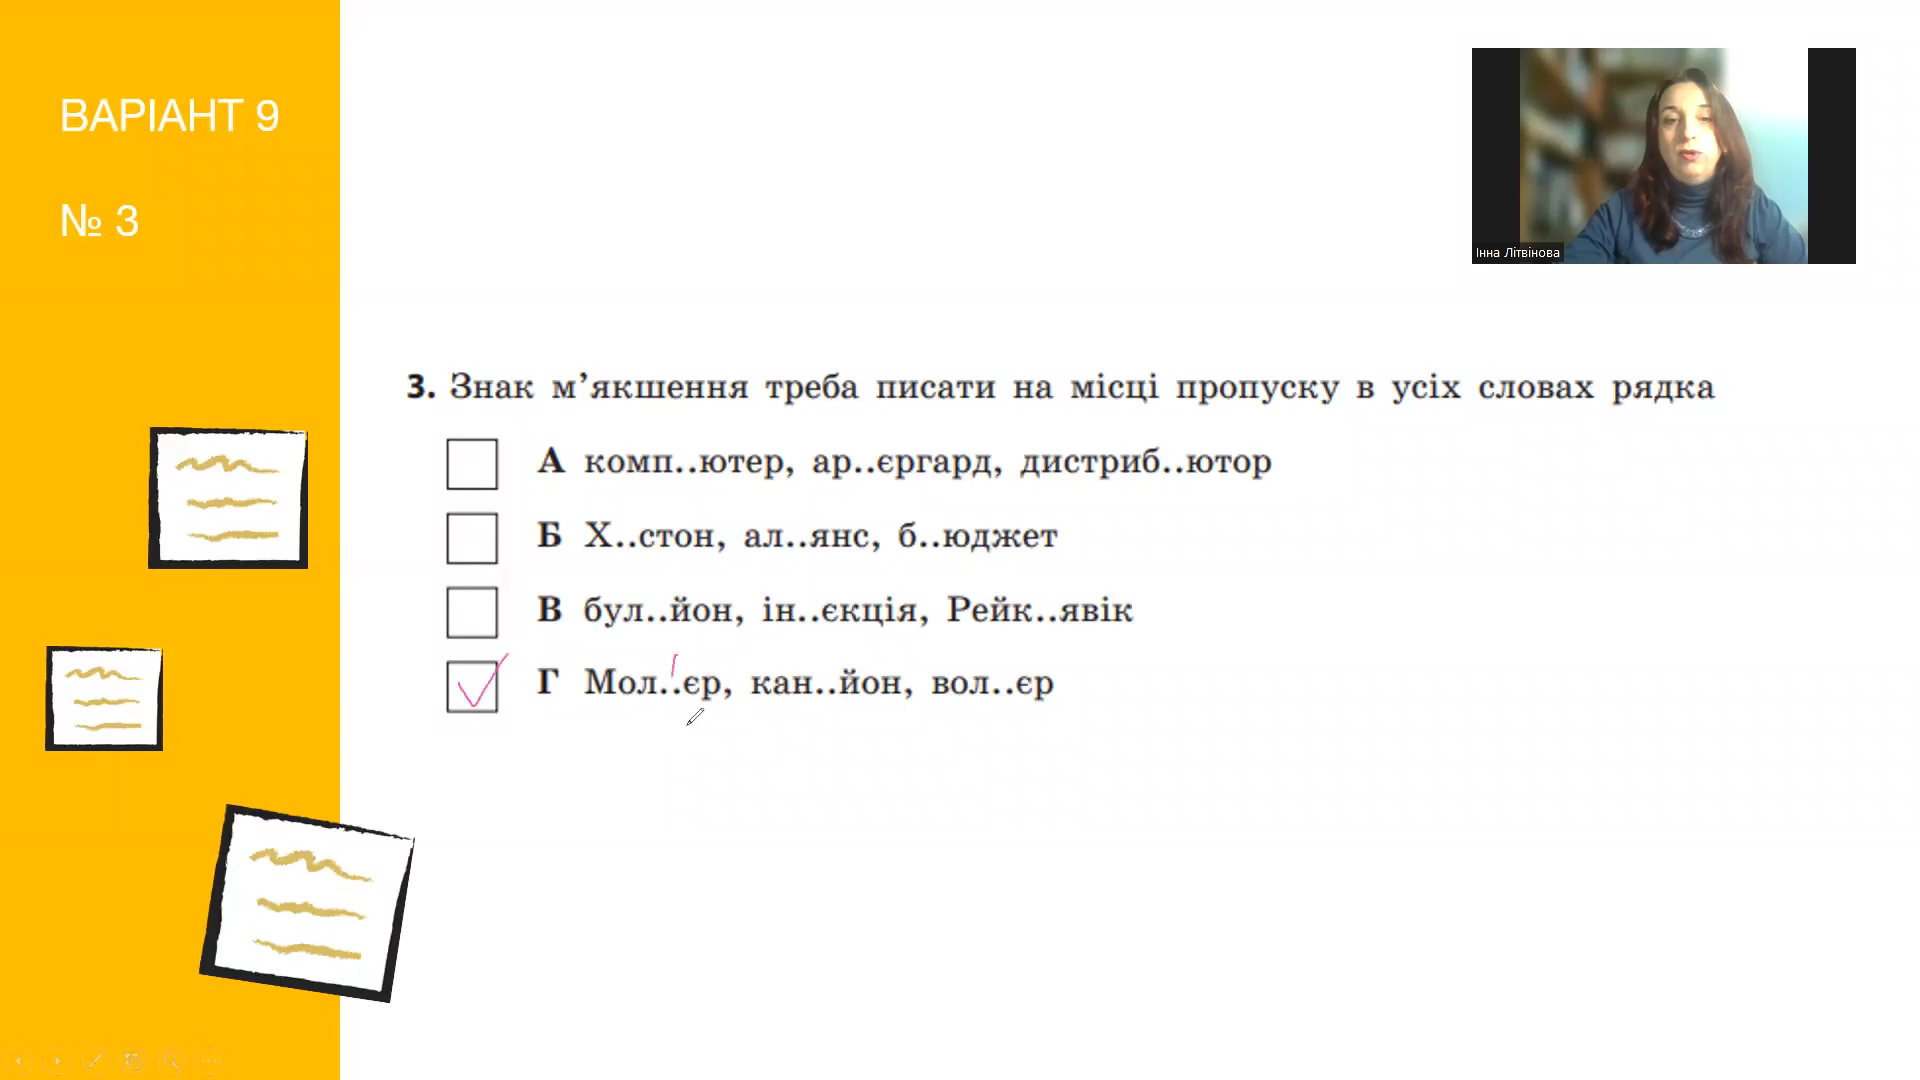 ВАРІАНТ 9
№ 3
Інна Літвінова
3. Знак м’якшення треба писати на місці пропуску в усіх словах рядка
А комп..ютер, ар..єргард, дистриб..ютор
Б Х..стон, ал..янс, б..юджет
В бул..йон, ін..єкція, Рейк..явік
Г Мол..єр, кан..йон, вол..єр